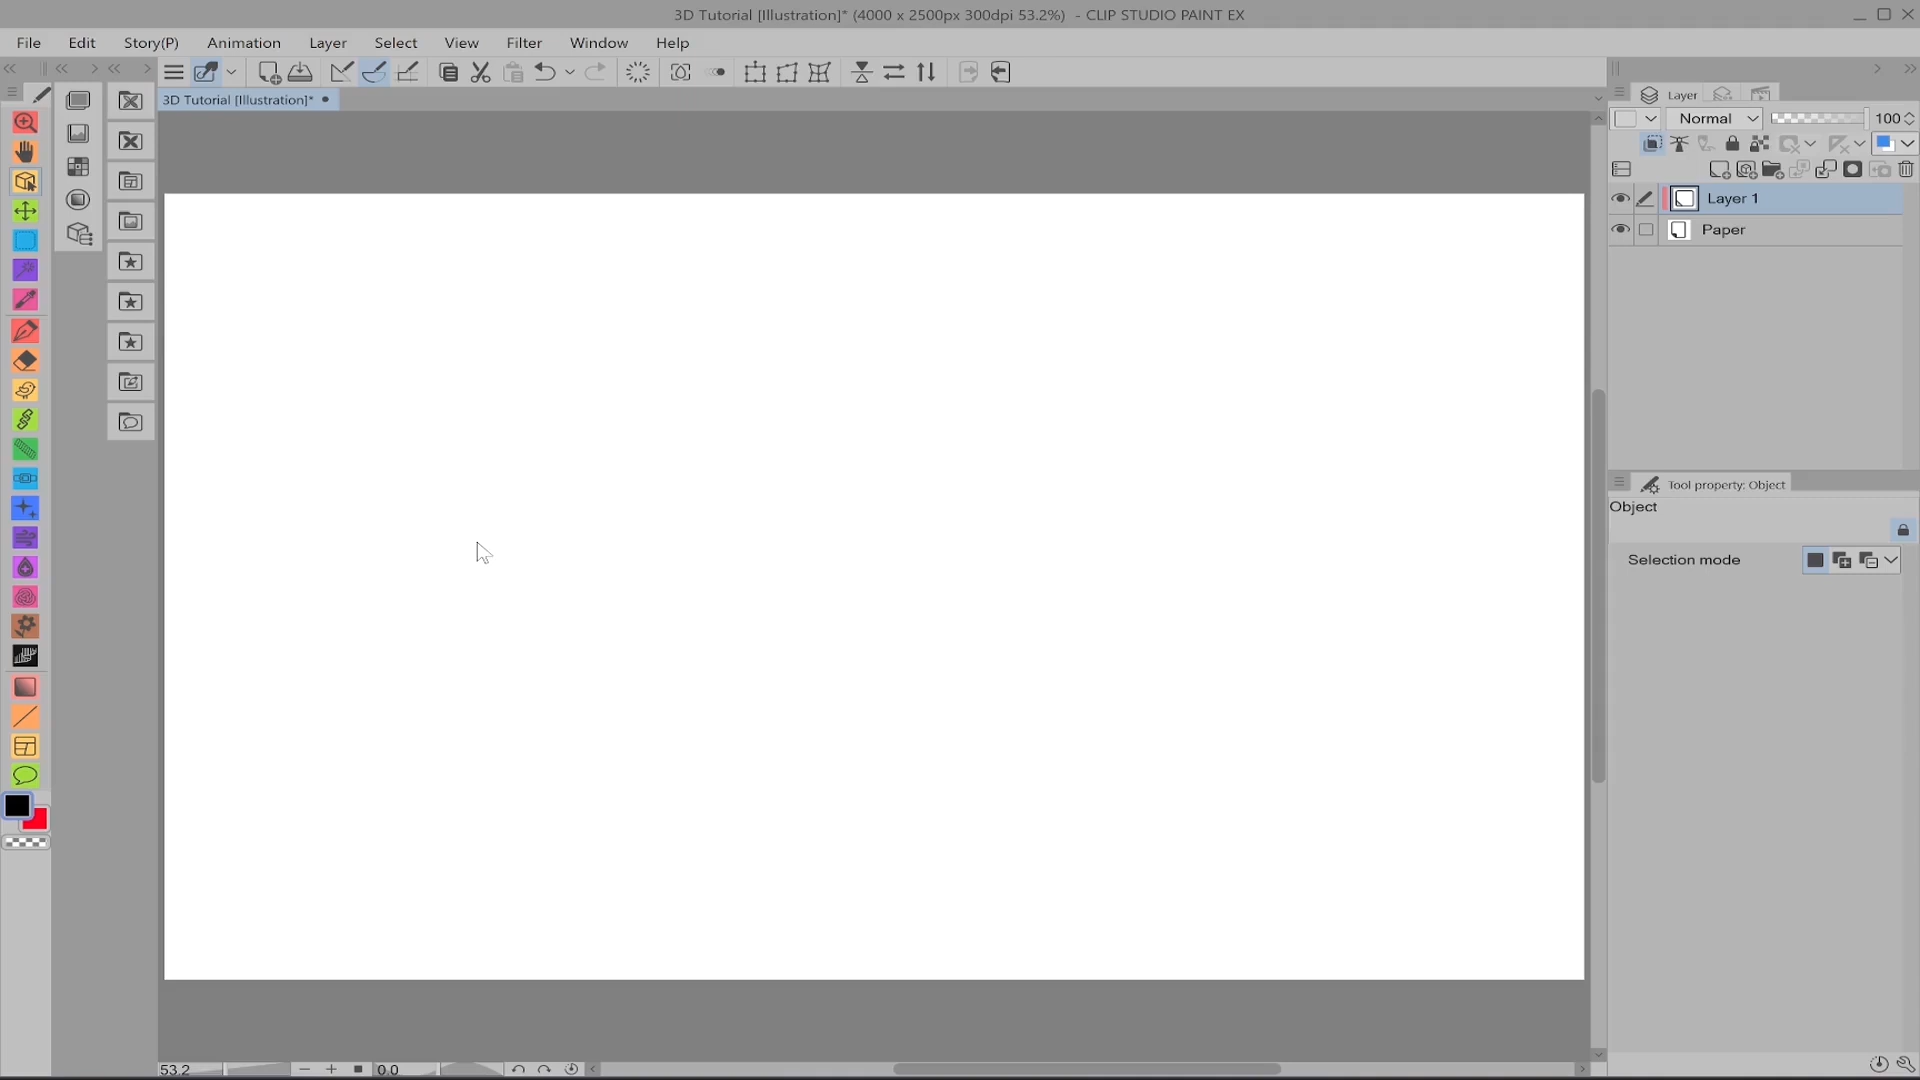 3D Tutorial [Illustration]* (4000 x 2500px 300dpi 53.2%)  - CLIP STUDIO PAINT EX
File Edit Story(P) Animation Layer Select View Filter Window Help
3D Tutorial [Illustration]*
Layer
Normal 100
Layer 1
Paper
Tool property: Object
Object
Selection mode
53.2 0.0